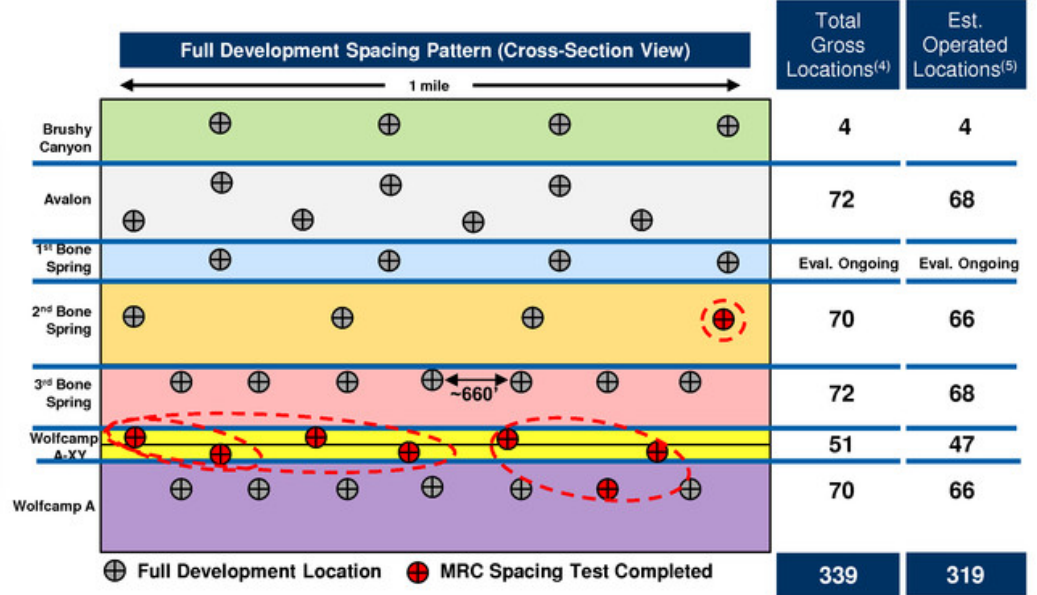 Total
Gross
Locations(4)
Est.
Operated
Locations(5)
Full Development Spacing Pattern (Cross-Section View)
1 mile
Brushy
Canyon
4
4
Avalon
72
68
1st Bone
Spring
Eval. Ongoing
Eval. Ongoing
2nd Bone
Spring
70
66
3rd Bone
Spring
~660'
72
68
Wolfcamp
A-XY
51
47
Wolfcamp A
70
66
Full Development Location
MRC Spacing Test Completed
339
319